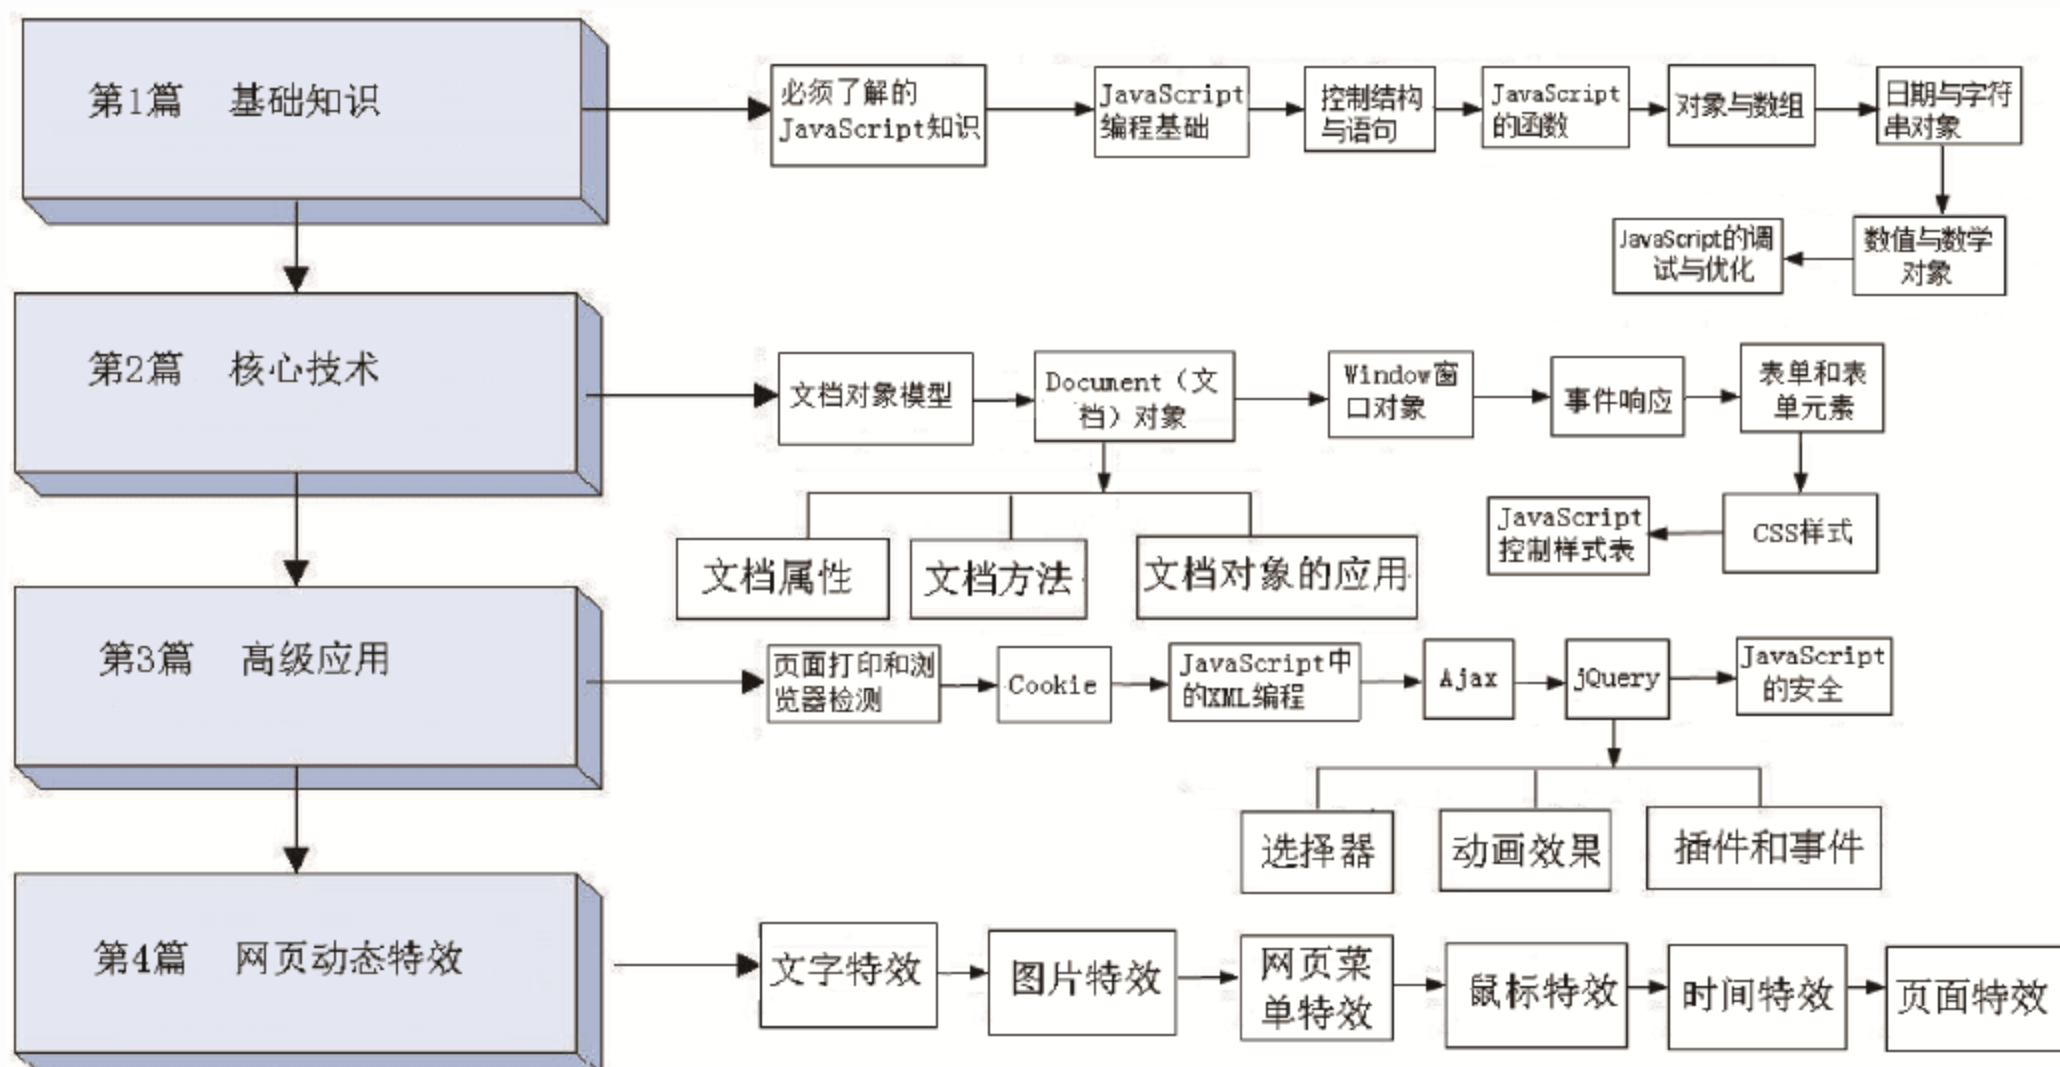 第1篇 基础知识
必须了解的
JavaScript知识
JavaScript
编程基础
控制结构
与语句
JavaScript
的函数
对象与数组
日期与字符
串对象
数值与数学
对象
JavaScript的调
试与优化
第2篇 核心技术
文档对象模型
Document（文
档）对象
Window窗
口对象
事件响应
表单和表
单元素
CSS样式
JavaScript
控制样式表
文档属性
文档方法
文档对象的应用
第3篇 高级应用
页面打印和浏
览器检测
Cookie
JavaScript中
的XML编程
Ajax
jQuery
JavaScript
的安全
选择器
动画效果
插件和事件
第4篇 网页动态特效
文字特效
图片特效
网页菜
单特效
鼠标特效
时间特效
页面特效